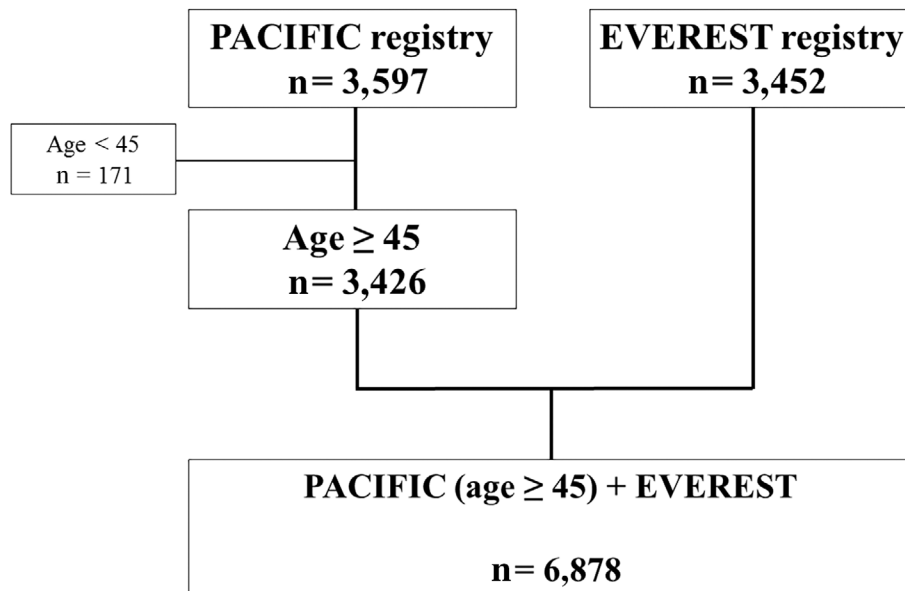 PACIFIC registry
n= 3,597
EVEREST registry
n= 3,452
Age < 45
n = 171
Age ≥ 45
n= 3,426
PACIFIC (age ≥ 45) + EVEREST
n= 6,878